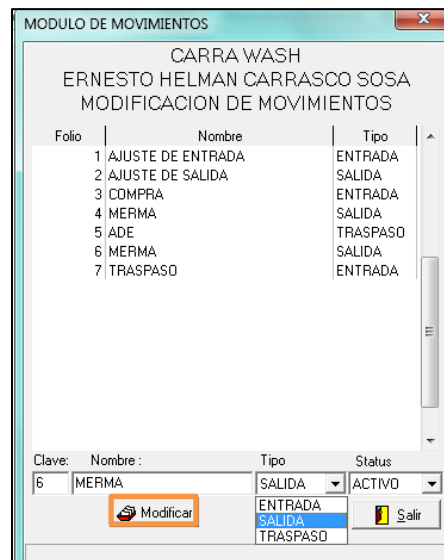 MODULO DE MOVIMIENTOS
CARRA WASH
ERNESTO HELMAN CARRASCO SOSA
MODIFICACION DE MOVIMIENTOS
Folio Nombre Tipo
1 AJUSTE DE ENTRADA ENTRADA
2 AJUSTE DE SALIDA SALIDA
3 COMPRA ENTRADA
4 MERMA SALIDA
5 ADE TRASPASO
6 MERMA SALIDA
7 TRASPASO ENTRADA
Clave: Nombre : Tipo Status
6 MERMA SALIDA ACTIVO
Modificar ENTRADA Salir
SALIDA
TRASPASO